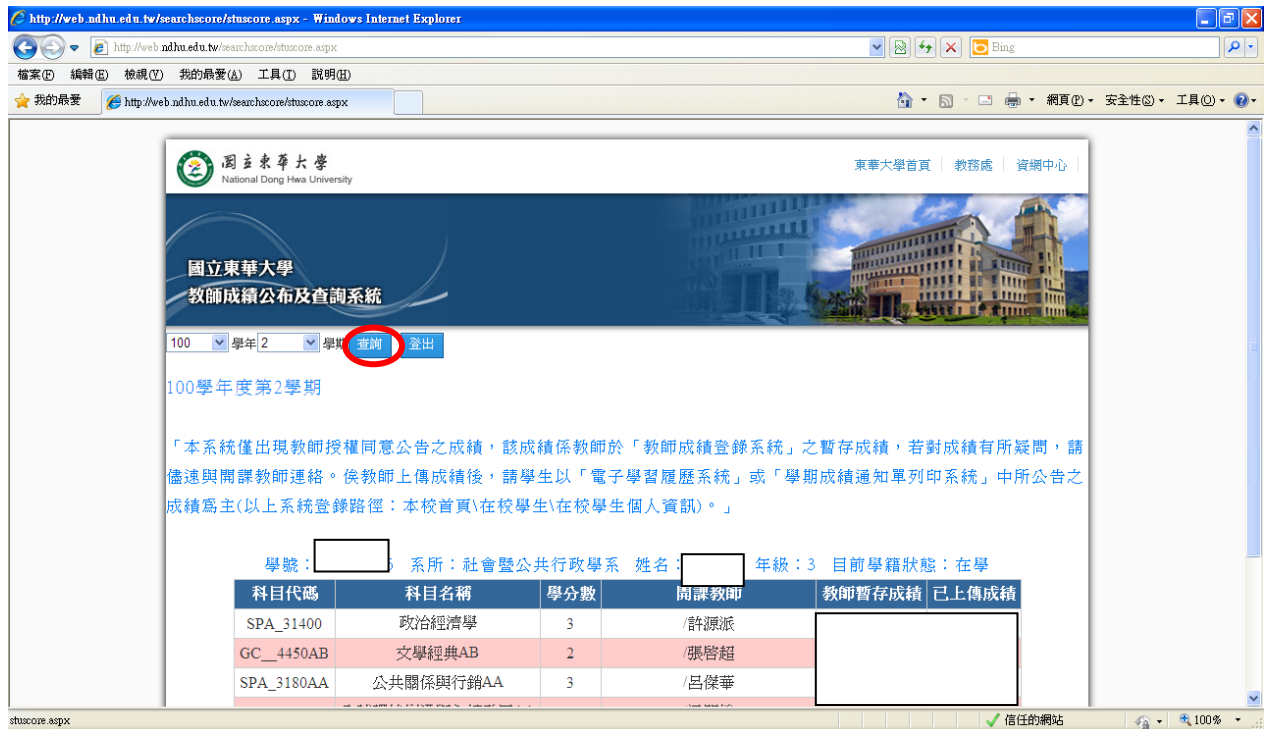 http://web.ndhu.edu.tw/searchscore/stuscore.aspx - Windows Internet Explorer
http://web.ndhu.edu.tw/searchscore/stuscore.aspx Bing
檔案(F) 編輯(E) 檢視(V) 我的最愛(A) 工具(T) 說明(H)
我的最愛 http://web.ndhu.edu.tw/searchscore/stuscore.aspx 網頁(P) 安全性(S) 工具(O)
國立東華大學
National Dong Hwa University
東華大學首頁 教務處 資網中心
國立東華大學
教師成績公布及查詢系統
100 學年 2 學期 查詢 登出
100學年度第2學期
「本系統僅出現教師授權同意公告之成績，該成績係教師於「教師成績登錄系統」之暫存成績，若對成績有所疑問，請
儘速與開課教師連絡。俟教師上傳成績後，請學生以「電子學習履歷系統」或「學期成績通知單列印系統」中所公告之
成績為主(以上系統登錄路徑：本校首頁\在校學生\在校學生個人資訊)。」
學號： 系所：社會暨公共行政學系 姓名： 年級：3 目前學籍狀態：在學
科目代碼 科目名稱 學分數 開課教師 教師暫存成績 已上傳成績
SPA_31400 政治經濟學 3 /許源派
GC__4450AB 文學經典AB 2 /張啓超
SPA_3180AA 公共關係與行銷AA 3 /呂傑華
stuscore.aspx 信任的網站 100%